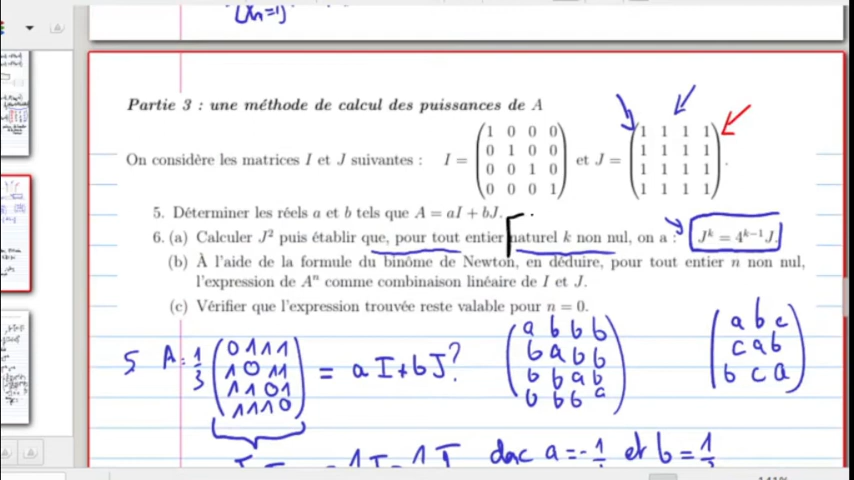 (Xn=1)
Partie 3 : une méthode de calcul des puissances de A
On considère les matrices I et J suivantes : I = (1 0 0 0
0 1 0 0
0 0 1 0
0 0 0 1) et J = (1 1 1 1
1 1 1 1
1 1 1 1
1 1 1 1).
5. Déterminer les réels a et b tels que A = aI + bJ.
6. (a) Calculer J² puis établir que, pour tout entier naturel k non nul, on a : J^k = 4^{k−1}J.
(b) À l'aide de la formule du binôme de Newton, en déduire, pour tout entier n non nul,
l'expression de Aⁿ comme combinaison linéaire de I et J.
(c) Vérifier que l'expression trouvée reste valable pour n = 0.
5 A = 1/3 (0 1 1 1
1 0 1 1
1 1 0 1
1 1 1 0) = a I + b J ?
(a b b b
b a b b
b b a b
b b b a)
(a b c
c a b
b c a)
dac a = -1/ et b = 1/